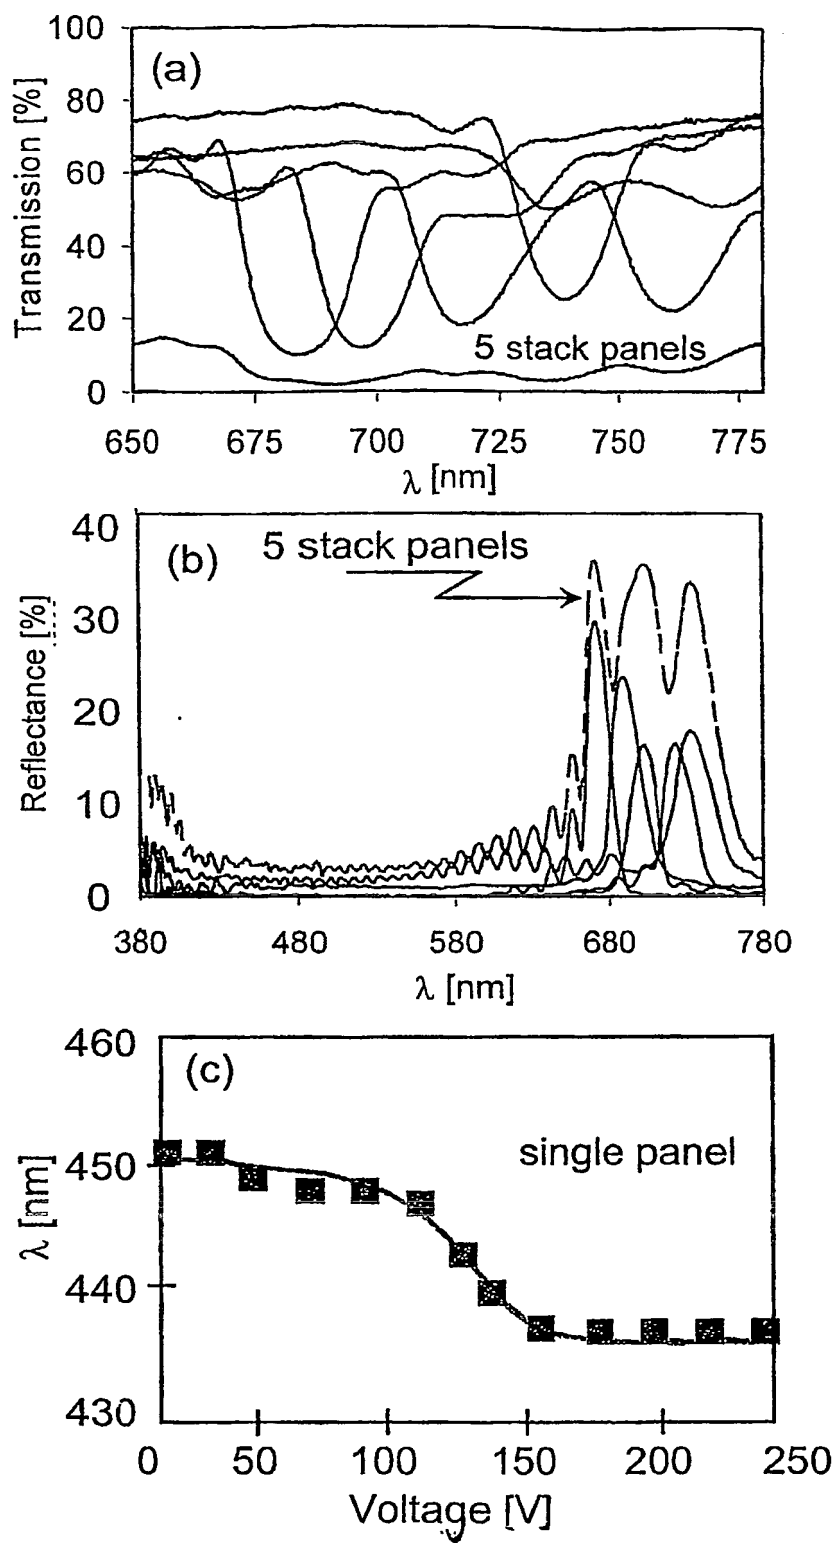 100
(a)
80
60
40
20
0
Transmission [%]
5 stack panels
650 675 700 725 750 775
λ [nm]
40
(b)
5 stack panels
30
20
10
0
Reflectance [%]
380 480 580 680 780
λ [nm]
460
(c)
single panel
450
440
430
λ [nm]
0 50 100 150 200 250
Voltage [V]